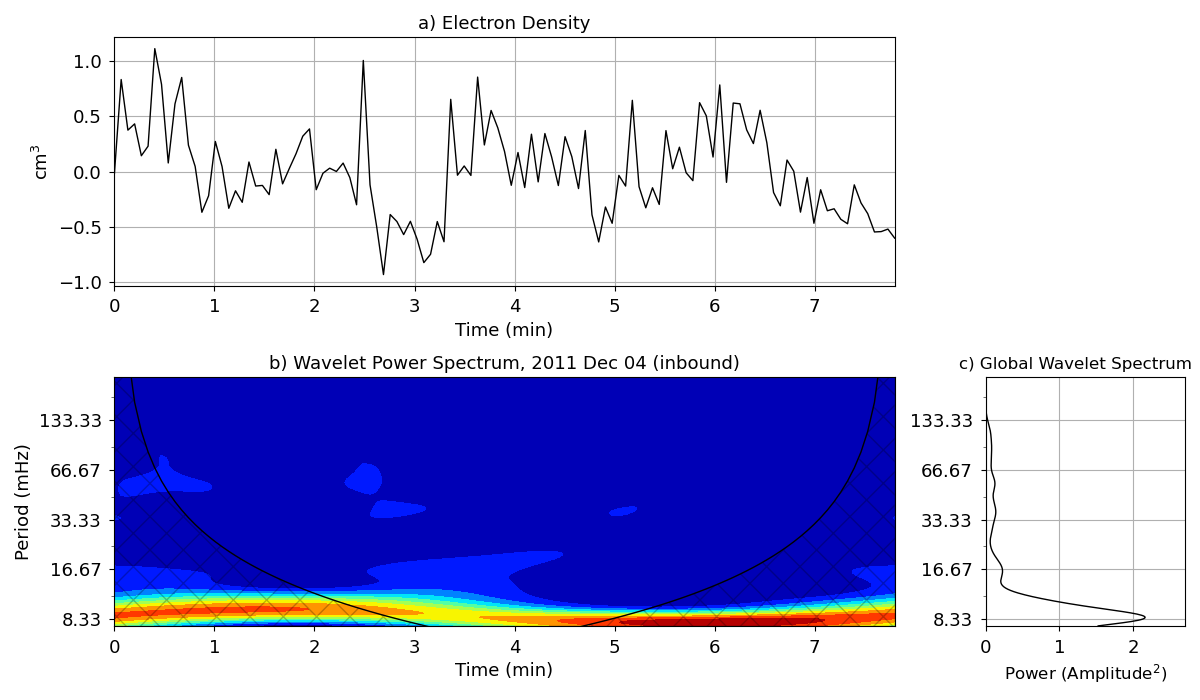 a) Electron Density
cm³
1.0
0.5
0.0
−0.5
−1.0
0 1 2 3 4 5 6 7
Time (min)
b) Wavelet Power Spectrum, 2011 Dec 04 (inbound)
Period (mHz)
133.33
66.67
33.33
16.67
8.33
0 1 2 3 4 5 6 7
Time (min)
c) Global Wavelet Spectrum
133.33
66.67
33.33
16.67
8.33
0 1 2
Power (Amplitude²)